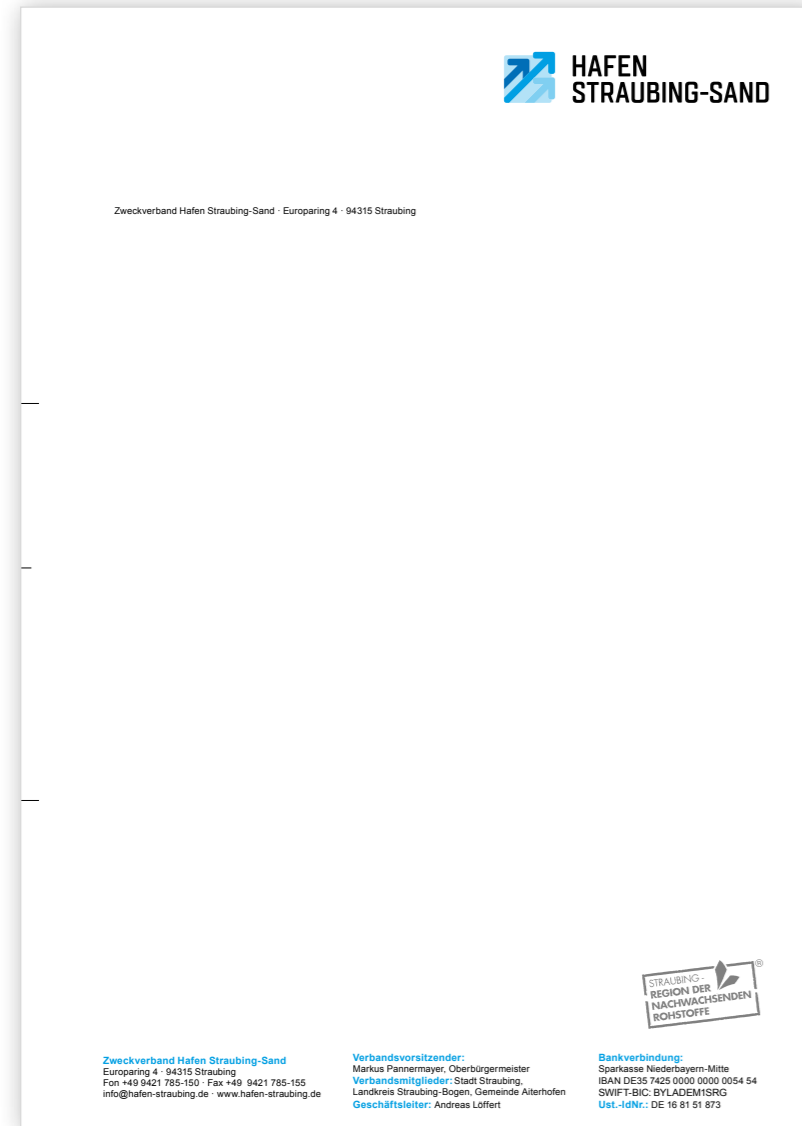 HAFEN
STRAUBING-SAND
Zweckverband Hafen Straubing-Sand · Europaring 4 · 94315 Straubing
STRAUBING -
REGION DER
NACHWACHSENDEN
ROHSTOFFE
®
Zweckverband Hafen Straubing-Sand
Europaring 4 · 94315 Straubing
Fon +49 9421 785-150 · Fax +49 9421 785-155
info@hafen-straubing.de · www.hafen-straubing.de
Verbandsvorsitzender:
Markus Pannermayer, Oberbürgermeister
Verbandsmitglieder: Stadt Straubing,
Landkreis Straubing-Bogen, Gemeinde Aiterhofen
Geschäftsleiter: Andreas Löffert
Bankverbindung:
Sparkasse Niederbayern-Mitte
IBAN DE35 7425 0000 0000 0054 54
SWIFT-BIC: BYLADEM1SRG
Ust.-IdNr.: DE 16 81 51 873